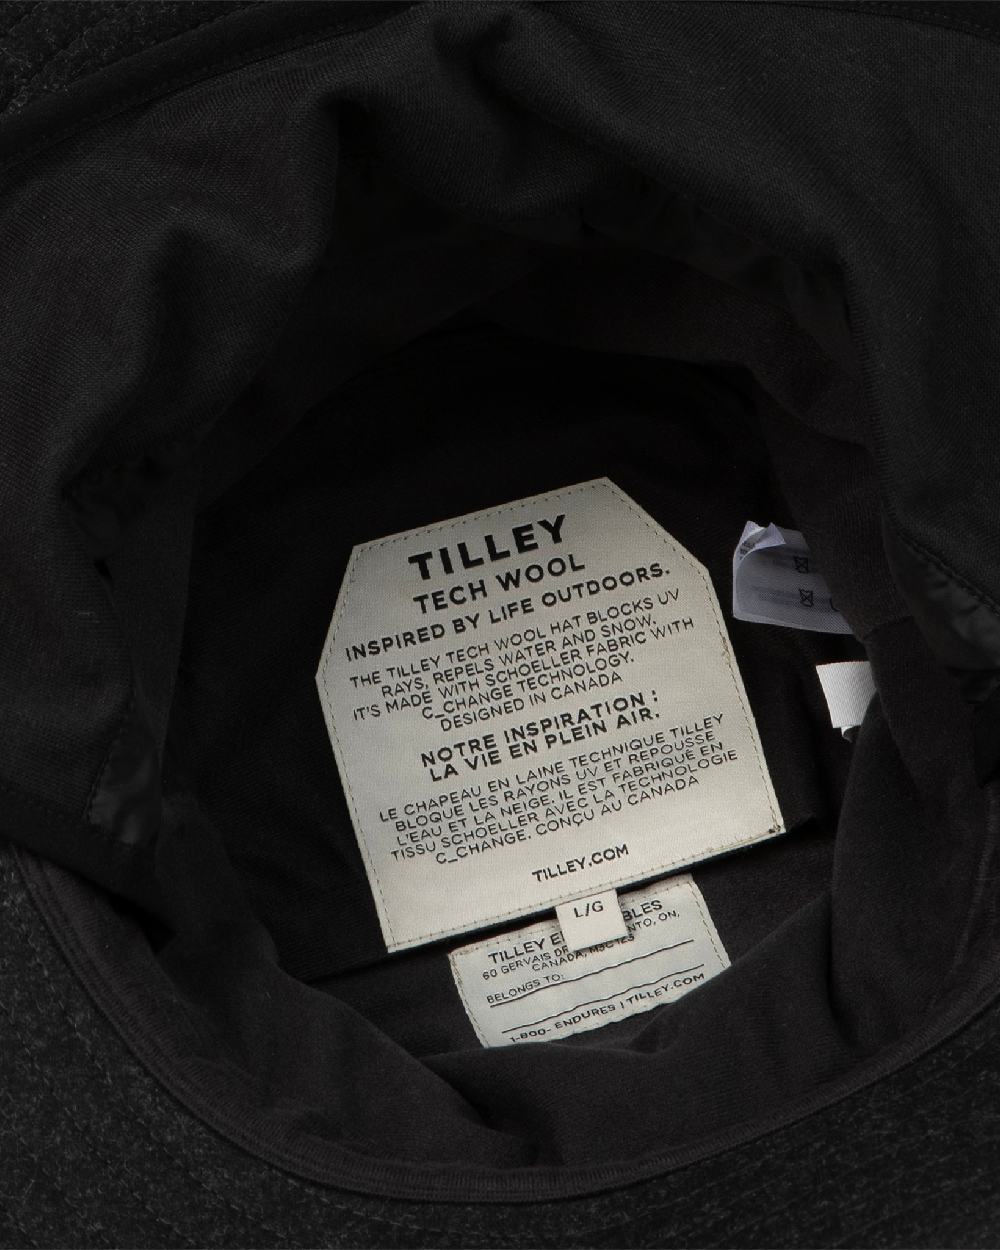 TILLEY
TECH WOOL
INSPIRED BY LIFE OUTDOORS.
THE TILLEY TECH WOOL HAT BLOCKS UV
RAYS, REPELS WATER AND SNOW.
IT'S MADE WITH SCHOELLER FABRIC WITH
C_CHANGE TECHNOLOGY.
DESIGNED IN CANADA
NOTRE INSPIRATION :
LA VIE EN PLEIN AIR.
LE CHAPEAU EN LAINE TECHNIQUE TILLEY
BLOQUE LES RAYONS UV ET REPOUSSE
L'EAU ET LA NEIGE. IL EST FABRIQUÉ EN
TISSU SCHOELLER AVEC LA TECHNOLOGIE
C_CHANGE. CONÇU AU CANADA
TILLEY.COM
L/G
TILLEY
60 GERVAIS ON,
CANADA,
BELONGS TO:
1-800- ENDURES | TILLEY.COM